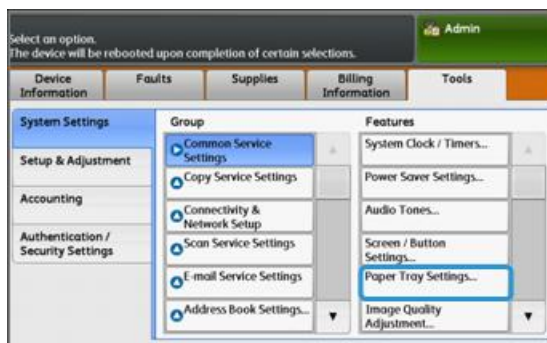 Select an option.
The device will be rebooted upon completion of certain selections.
Admin
Device
Information
Faults
Supplies
Billing
Information
Tools
System Settings
Setup & Adjustment
Accounting
Authentication /
Security Settings
Group
Common Service
Settings
Copy Service Settings
Connectivity &
Network Setup
Scan Service Settings
E-mail Service Settings
Address Book Settings...
Features
System Clock / Timers...
Power Saver Settings...
Audio Tones...
Screen / Button
Settings...
Paper Tray Settings...
Image Quality
Adjustment...